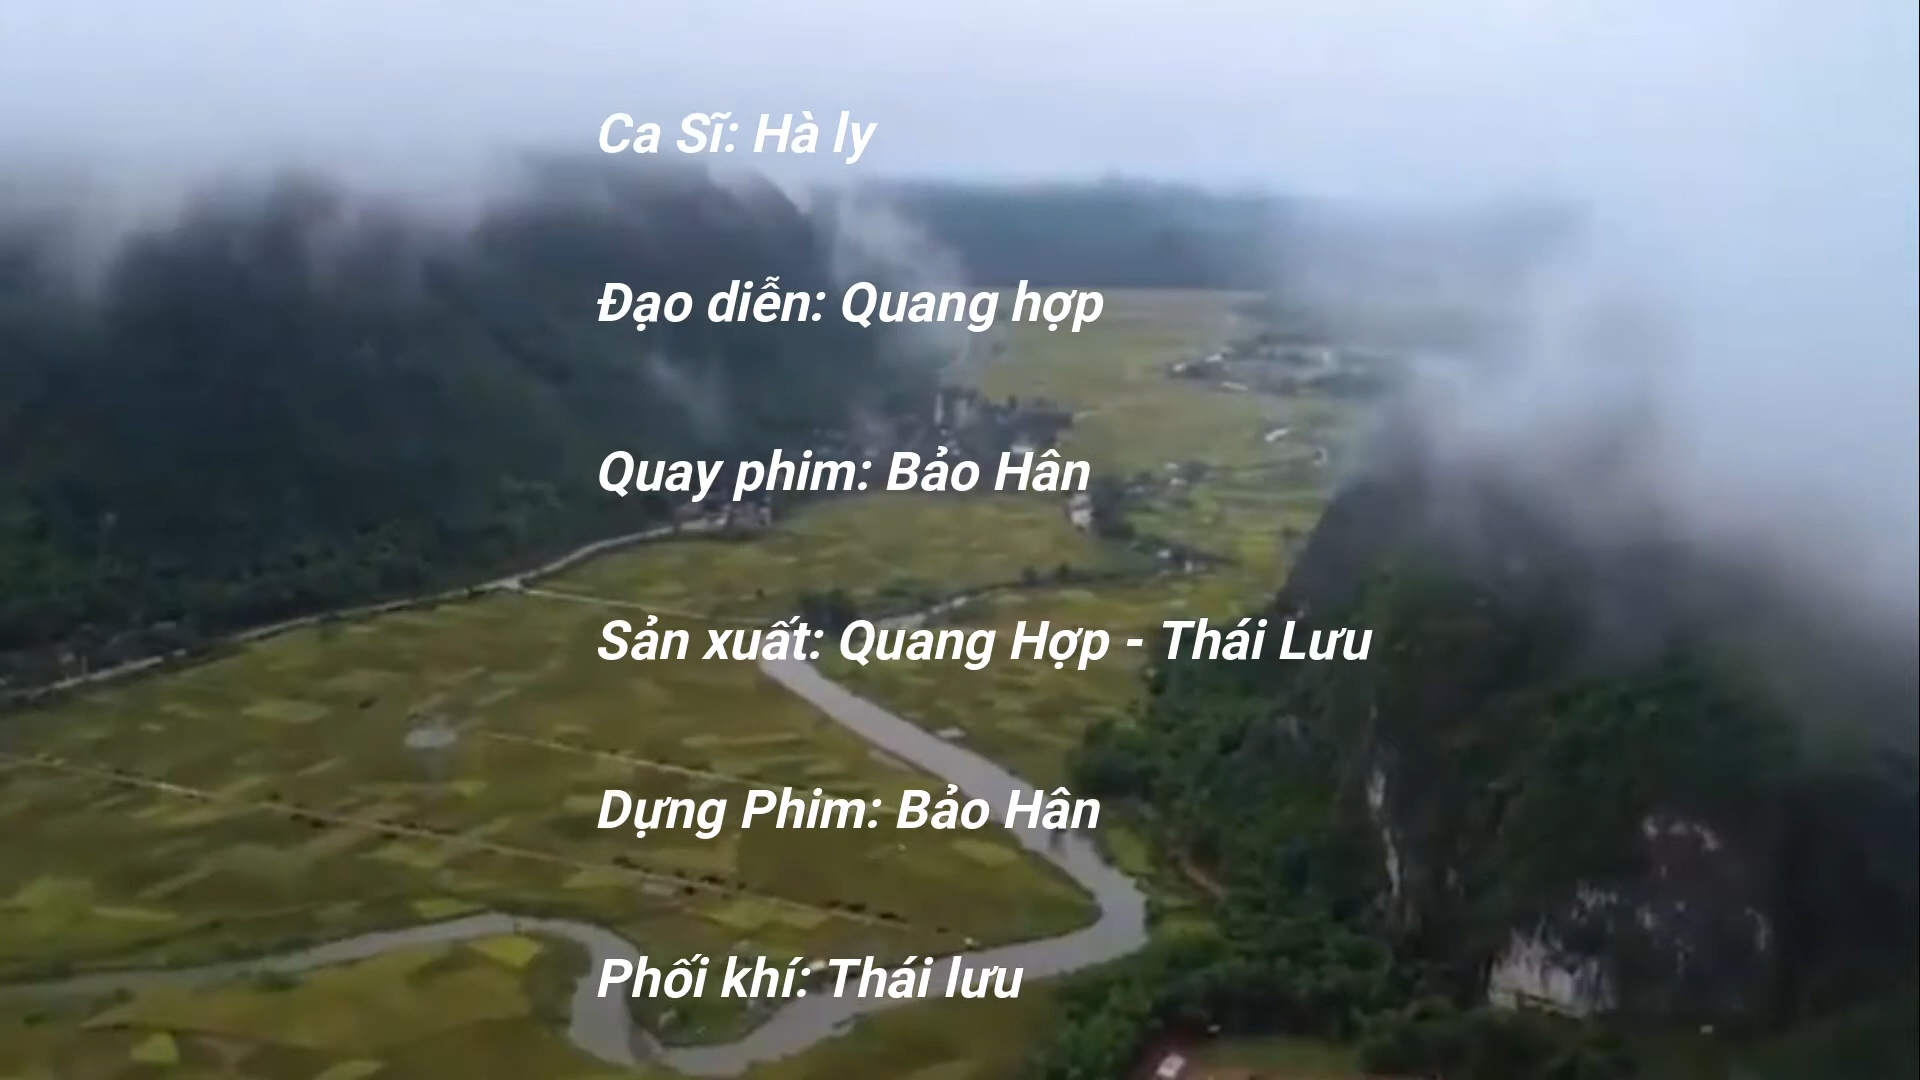 Ca Sĩ: Hà ly
Đạo diễn: Quang hợp
Quay phim: Bảo Hân
Sản xuất: Quang Hợp - Thái Lưu
Dựng Phim: Bảo Hân
Phối khí: Thái lưu